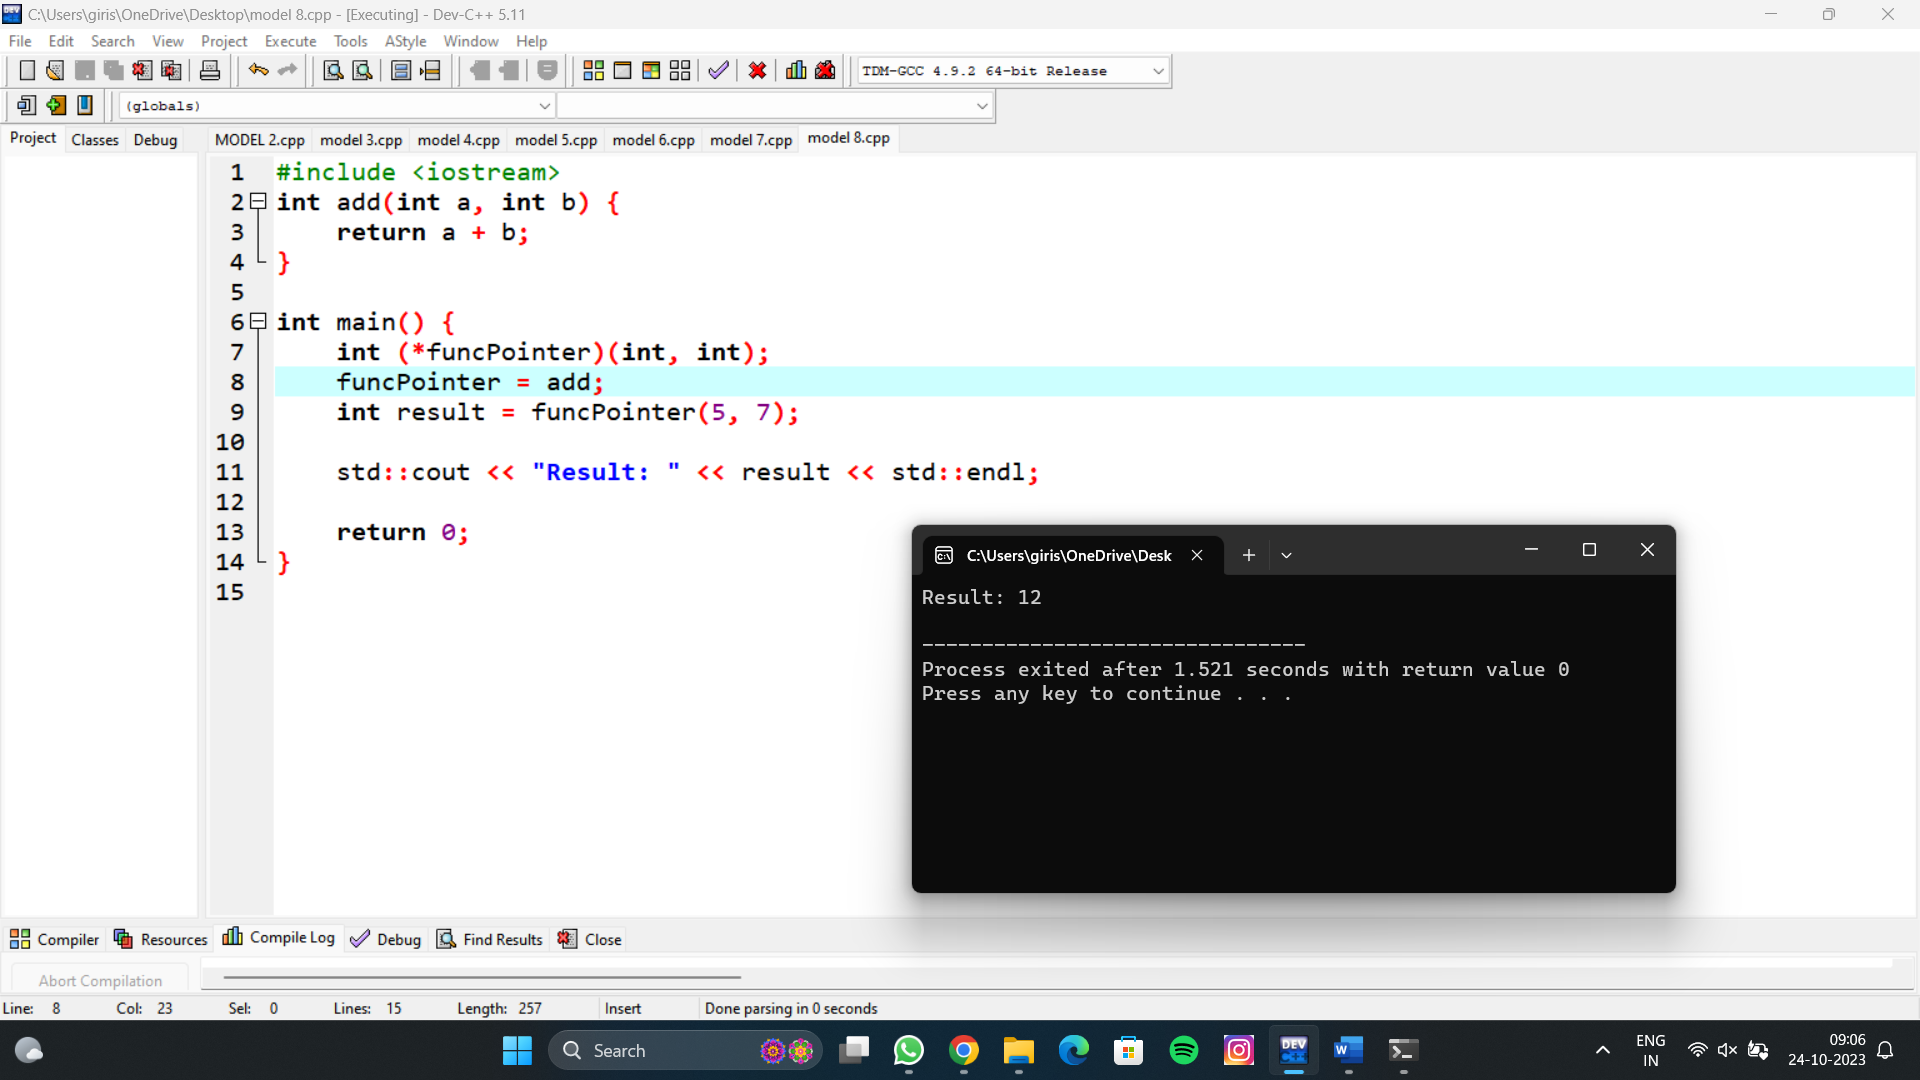 C:\Users\giris\OneDrive\Desktop\model 8.cpp - [Executing] - Dev-C++ 5.11
File Edit Search View Project Execute Tools AStyle Window Help
TDM-GCC 4.9.2 64-bit Release
(globals)
Project Classes Debug MODEL 2.cpp model 3.cpp model 4.cpp model 5.cpp model 6.cpp model 7.cpp model 8.cpp
1 #include <iostream>
2 int add(int a, int b) {
3     return a + b;
4 }
5
6 int main() {
7     int (*funcPointer)(int, int);
8     funcPointer = add;
9     int result = funcPointer(5, 7);
10
11     std::cout << "Result: " << result << std::endl;
12
13     return 0;
14 }
15
C:\Users\giris\OneDrive\Desk
Result: 12
--------------------------------
Process exited after 1.521 seconds with return value 0
Press any key to continue . . .
Compiler Resources Compile Log Debug Find Results Close
Abort Compilation
Line: 8 Col: 23 Sel: 0 Lines: 15 Length: 257 Insert Done parsing in 0 seconds
Search
DEV
C++
W
ENG
IN
09:06
24-10-2023